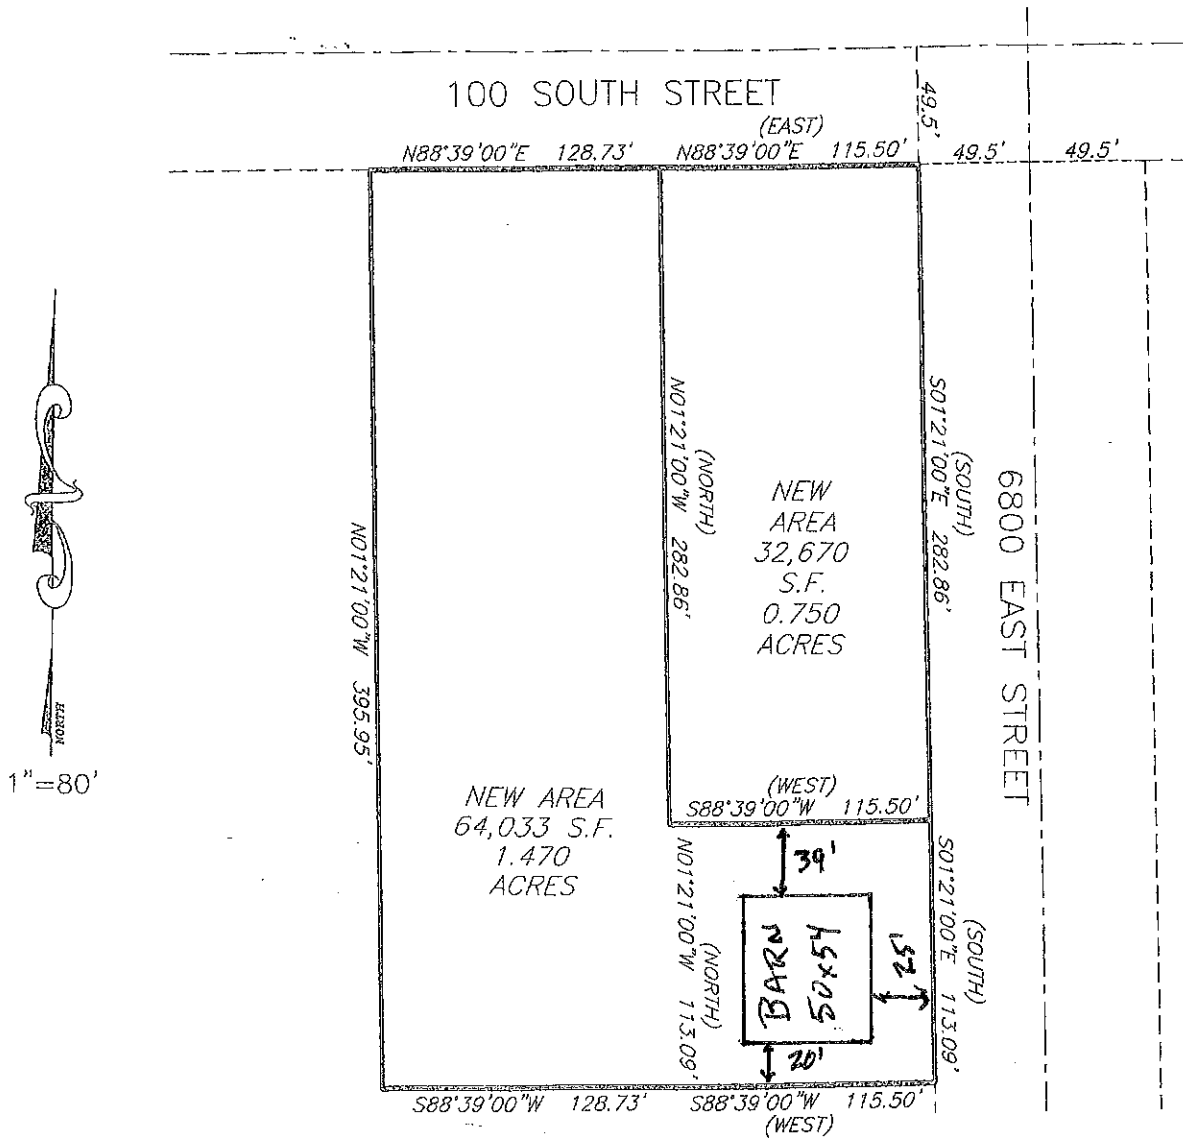 100 SOUTH STREET
49.5'
(EAST)
N88°39'00"E 128.73'
N88°39'00"E 115.50'
49.5'
49.5'
N01°21'00"W 282.86'
(NORTH)
S01°21'00"E 282.86'
(SOUTH)
NEW
AREA
32,670
S.F.
0.750
ACRES
6800 EAST STREET
N01°21'00"W 395.95'
NORTH
1"=80'
NEW AREA
64,033 S.F.
1.470
ACRES
(WEST)
S88°39'00"W 115.50'
39'
N01°21'00"W 113.09'
(NORTH)
BARN
50x54
25'
S01°21'00"E 113.09'
(SOUTH)
20'
S88°39'00"W 128.73'
S88°39'00"W 115.50'
(WEST)